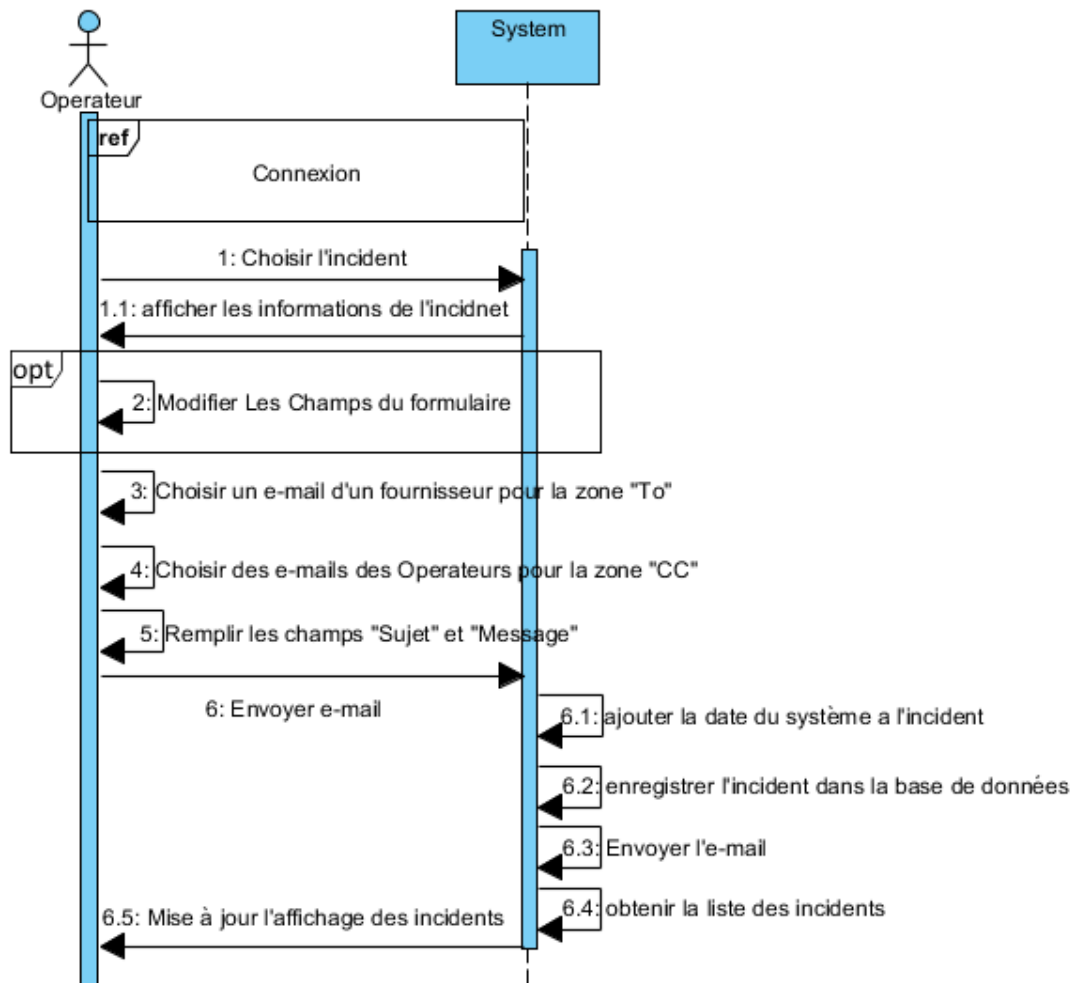 System
Operateur
ref
Connexion
1: Choisir l'incident
1.1: afficher les informations de l'incidnet
opt
2: Modifier Les Champs du formulaire
3: Choisir un e-mail d'un fournisseur pour la zone "To"
4: Choisir des e-mails des Operateurs pour la zone "CC"
5: Remplir les champs "Sujet" et "Message"
6: Envoyer e-mail
6.1: ajouter la date du système a l'incident
6.2: enregistrer l'incident dans la base de données
6.3: Envoyer l'e-mail
6.4: obtenir la liste des incidents
6.5: Mise à jour l'affichage des incidents